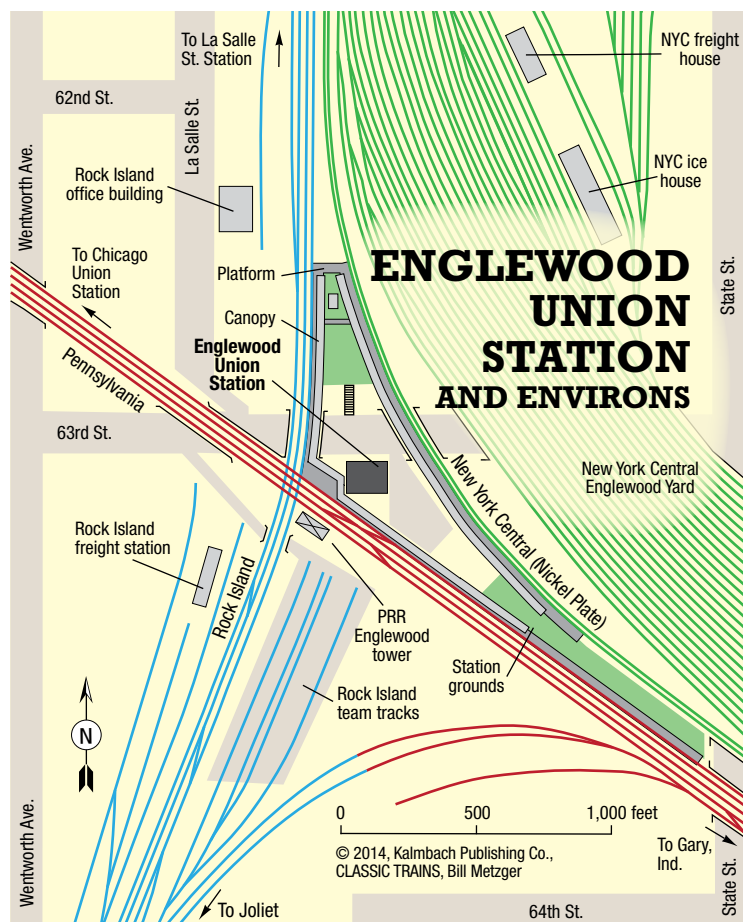 To La Salle
St. Station
NYC freight
house
62nd St.
La Salle St.
Wentworth Ave.
Rock Island
office building
NYC ice
house
To Chicago
Union
Station
Platform
ENGLEWOOD
UNION
STATION
AND ENVIRONS
State St.
Canopy
Englewood
Union
Station
Pennsylvania
63rd St.
New York Central
Englewood Yard
New York Central (Nickel Plate)
Rock Island
freight station
Rock Island
PRR
Englewood
tower
Station
grounds
Rock Island
team tracks
N
0 500 1,000 feet
© 2014, Kalmbach Publishing Co.,
CLASSIC TRAINS, Bill Metzger
To Gary,
Ind.
Wentworth Ave.
State St.
To Joliet
64th St.